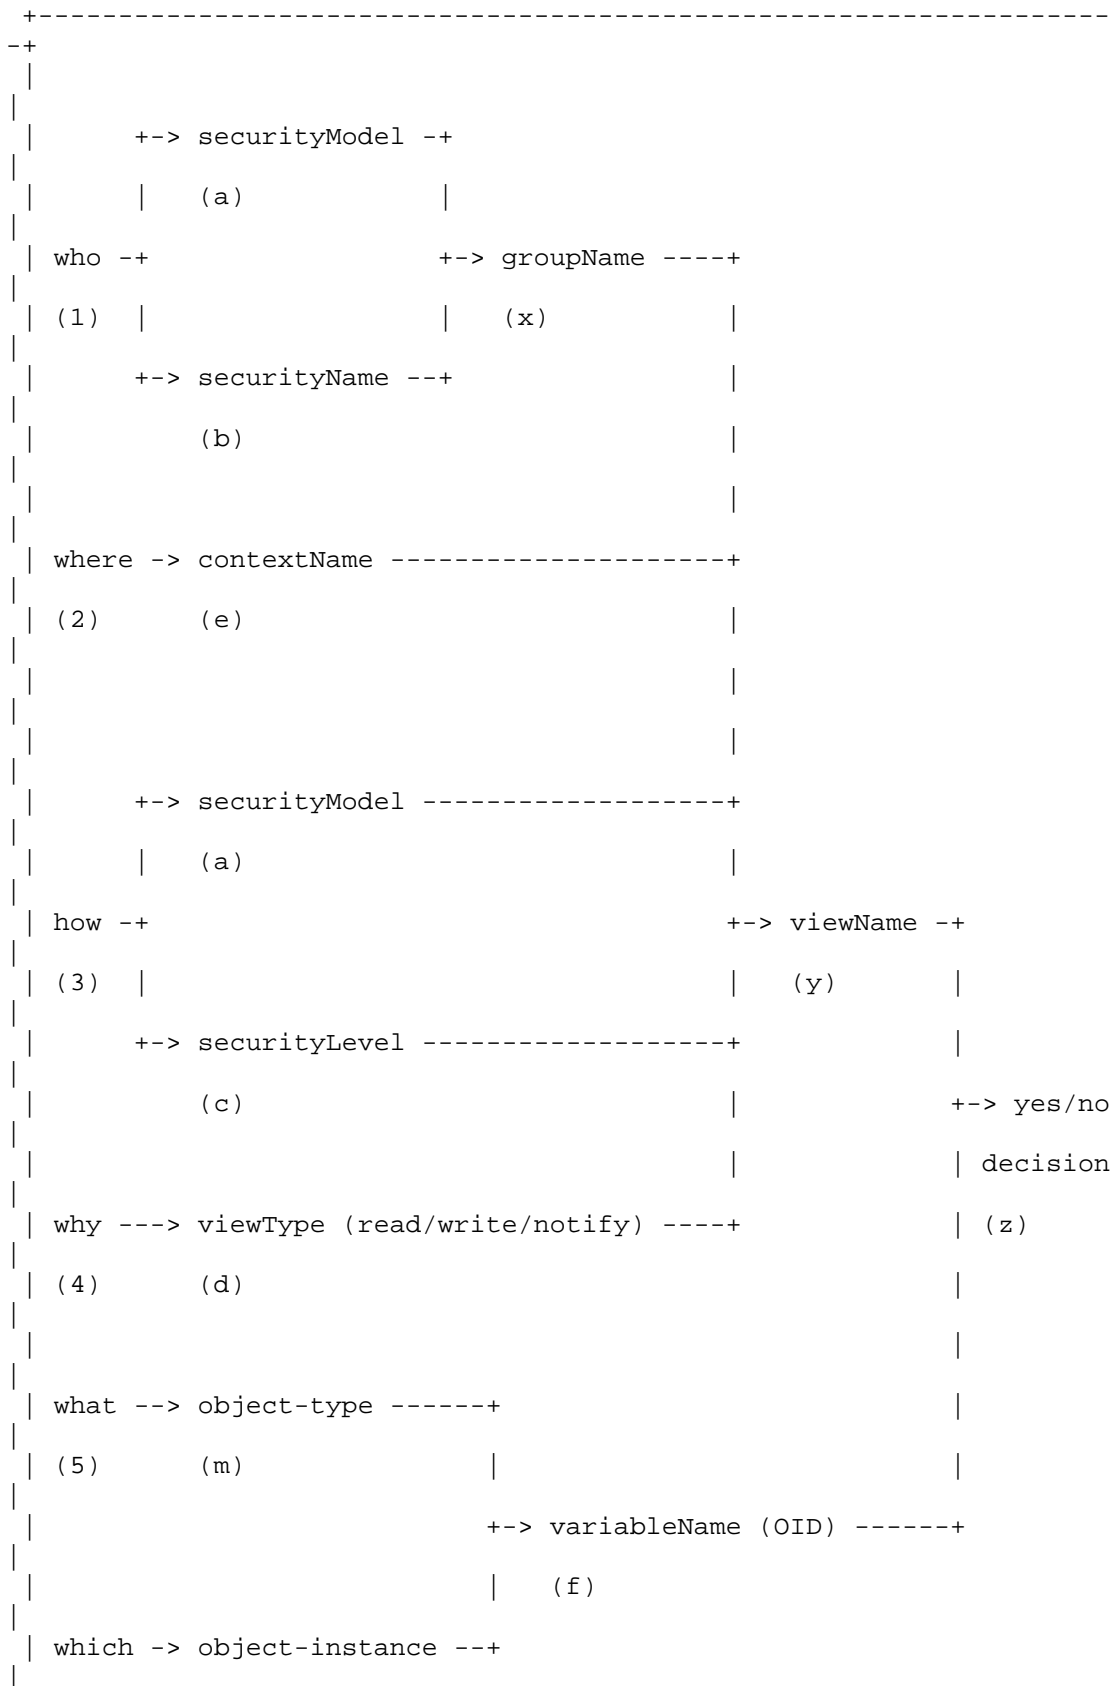 +-------------------------------------------------------------------
-+
|
|
|      +-> securityModel -+
|
|      |   (a)            |
|
| who -+                  +-> groupName ----+
|
| (1)  |                  |   (x)           |
|
|      +-> securityName --+                 |
|
|          (b)                              |
|
|                                           |
|
| where -> contextName ---------------------+
|
| (2)      (e)                              |
|
|                                           |
|
|                                           |
|
|      +-> securityModel -------------------+
|
|      |   (a)                              |
|
| how -+                                    +-> viewName -+
|
| (3)  |                                    |   (y)       |
|
|      +-> securityLevel -------------------+             |
|
|          (c)                              |             +-> yes/no
|
|                                           |             | decision
|
| why ---> viewType (read/write/notify) ----+             | (z)
|
| (4)      (d)                                            |
|
|                                                         |
|
| what --> object-type ------+                            |
|
| (5)      (m)               |                            |
|
|                            +-> variableName (OID) ------+
|
|                            |   (f)
|
| which -> object-instance --+
|